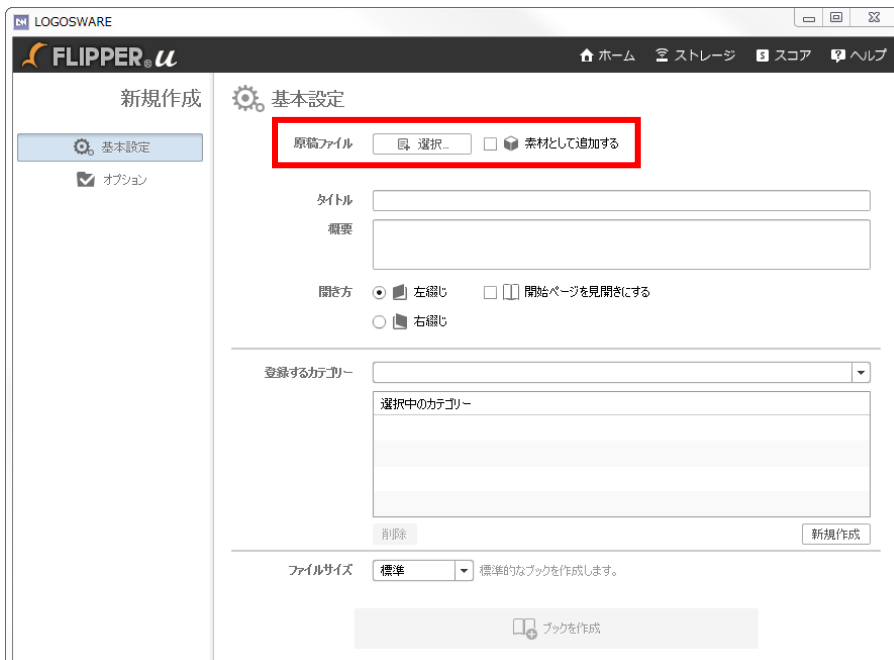 LOGOSWARE
FLIPPER® u
ホーム ストレージ スコア ヘルプ
新規作成
基本設定
オプション
基本設定
原稿ファイル 選択... 素材として追加する
タイトル
概要
開き方 左綴じ 開始ページを見開きにする
右綴じ
登録するカテゴリー
選択中のカテゴリー
削除 新規作成
ファイルサイズ 標準 標準的なブックを作成します。
ブックを作成